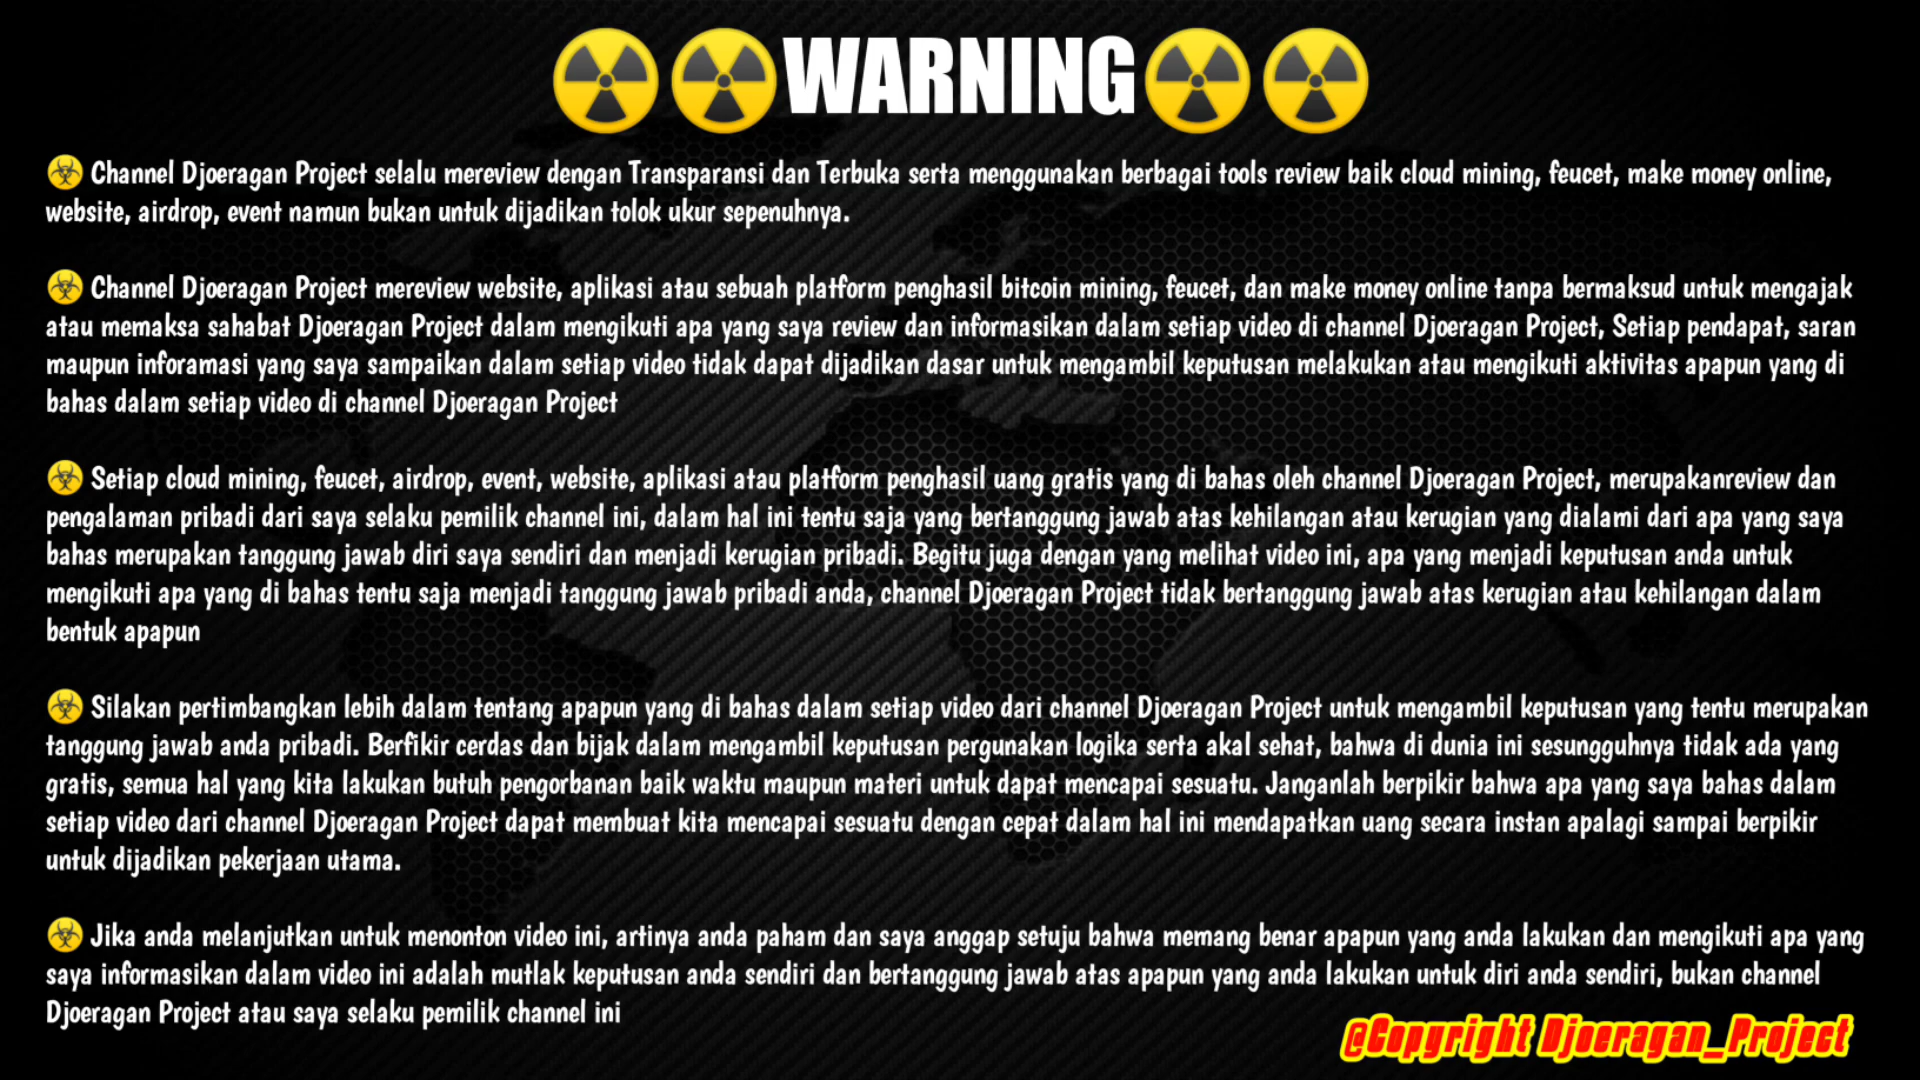 ☢☢WARNING☢☢
☣ Channel Djoeragan Project selalu mereview dengan Transparansi dan Terbuka serta menggunakan berbagai tools review baik cloud mining, feucet, make money online,
website, airdrop, event namun bukan untuk dijadikan tolok ukur sepenuhnya.
☣ Channel Djoeragan Project mereview website, aplikasi atau sebuah platform penghasil bitcoin mining, feucet, dan make money online tanpa bermaksud untuk mengajak
atau memaksa sahabat Djoeragan Project dalam mengikuti apa yang saya review dan informasikan dalam setiap video di channel Djoeragan Project, Setiap pendapat, saran
maupun inforamasi yang saya sampaikan dalam setiap video tidak dapat dijadikan dasar untuk mengambil keputusan melakukan atau mengikuti aktivitas apapun yang di
bahas dalam setiap video di channel Djoeragan Project
☣ Setiap cloud mining, feucet, airdrop, event, website, aplikasi atau platform penghasil uang gratis yang di bahas oleh channel Djoeragan Project, merupakanreview dan
pengalaman pribadi dari saya selaku pemilik channel ini, dalam hal ini tentu saja yang bertanggung jawab atas kehilangan atau kerugian yang dialami dari apa yang saya
bahas merupakan tanggung jawab diri saya sendiri dan menjadi kerugian pribadi. Begitu juga dengan yang melihat video ini, apa yang menjadi keputusan anda untuk
mengikuti apa yang di bahas tentu saja menjadi tanggung jawab pribadi anda, channel Djoeragan Project tidak bertanggung jawab atas kerugian atau kehilangan dalam
bentuk apapun
☣ Silakan pertimbangkan lebih dalam tentang apapun yang di bahas dalam setiap video dari channel Djoeragan Project untuk mengambil keputusan yang tentu merupakan
tanggung jawab anda pribadi. Berfikir cerdas dan bijak dalam mengambil keputusan pergunakan logika serta akal sehat, bahwa di dunia ini sesungguhnya tidak ada yang
gratis, semua hal yang kita lakukan butuh pengorbanan baik waktu maupun materi untuk dapat mencapai sesuatu. Janganlah berpikir bahwa apa yang saya bahas dalam
setiap video dari channel Djoeragan Project dapat membuat kita mencapai sesuatu dengan cepat dalam hal ini mendapatkan uang secara instan apalagi sampai berpikir
untuk dijadikan pekerjaan utama.
☣ Jika anda melanjutkan untuk menonton video ini, artinya anda paham dan saya anggap setuju bahwa memang benar apapun yang anda lakukan dan mengikuti apa yang
saya informasikan dalam video ini adalah mutlak keputusan anda sendiri dan bertanggung jawab atas apapun yang anda lakukan untuk diri anda sendiri, bukan channel
Djoeragan Project atau saya selaku pemilik channel ini
@Copyright Djoeragan_Project